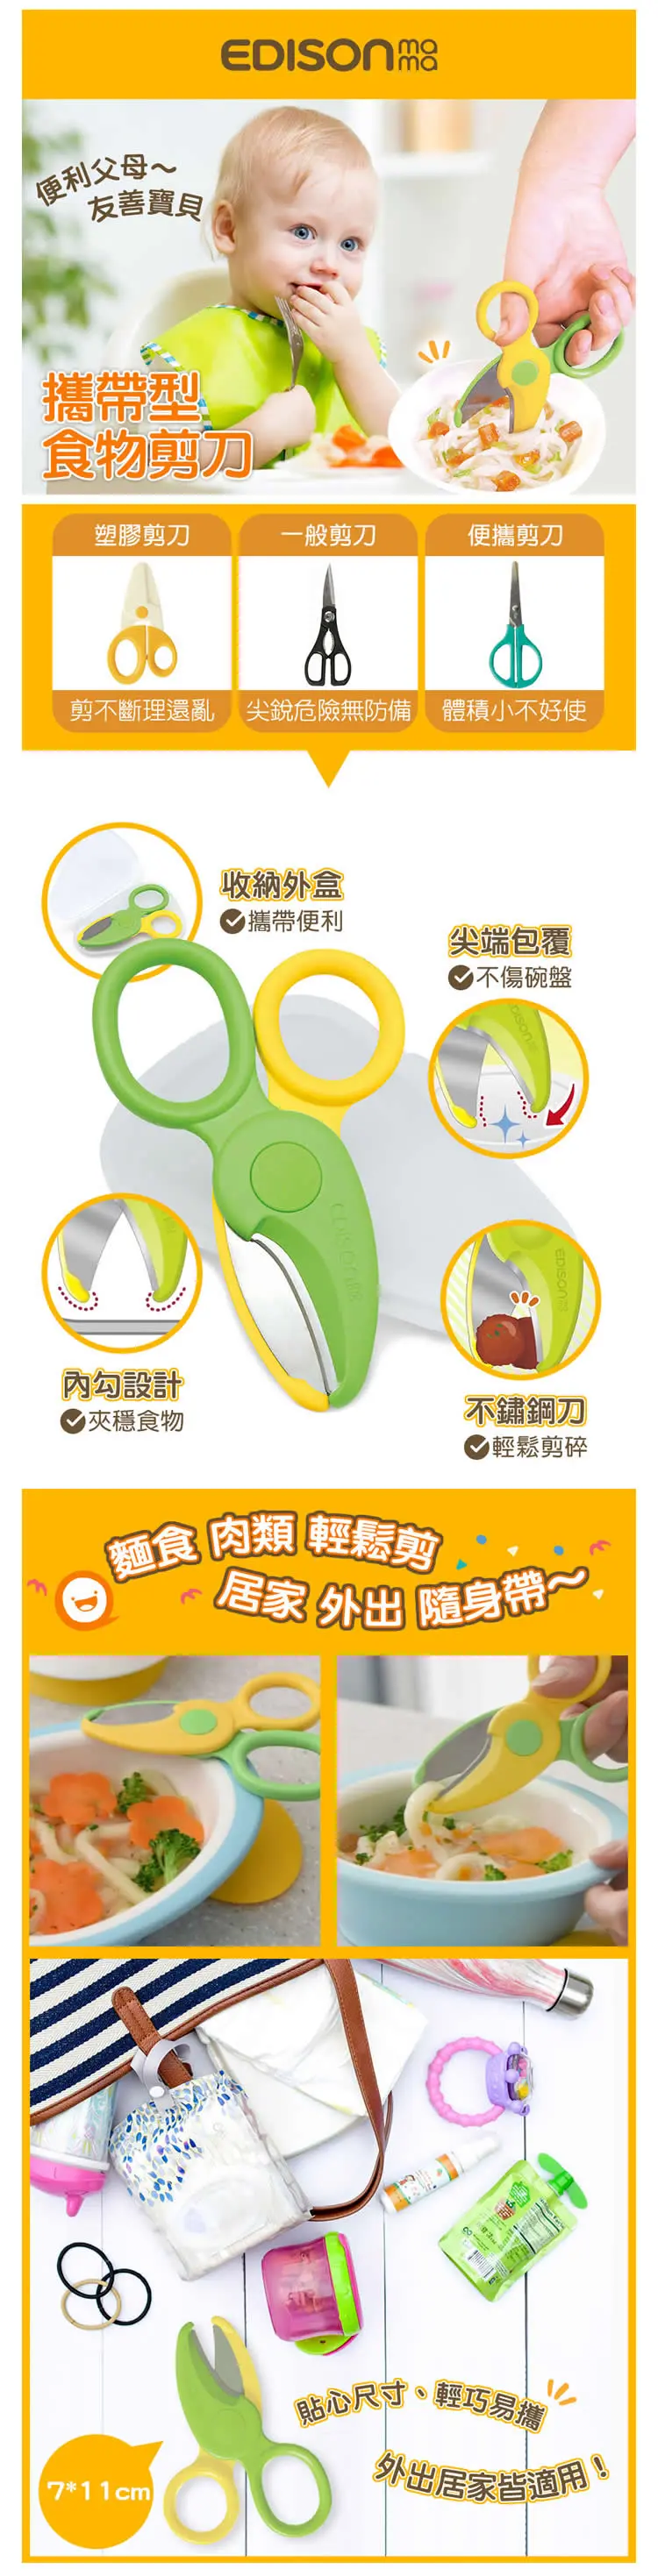 EDISON mama
便利父母～
友善寶貝
攜帶型
食物剪刀
塑膠剪刀
一般剪刀
便攜剪刀
剪不斷理還亂
尖銳危險無防備
體積小不好使
收納外盒
攜帶便利
尖端包覆
不傷碗盤
EDISON
EDISON
內勾設計
夾穩食物
EDISON
不鏽鋼刀
輕鬆剪碎
麵食 肉類 輕鬆剪
居家 外出 隨身帶～
貼心尺寸、輕巧易攜
外出居家皆適用！
7*11cm